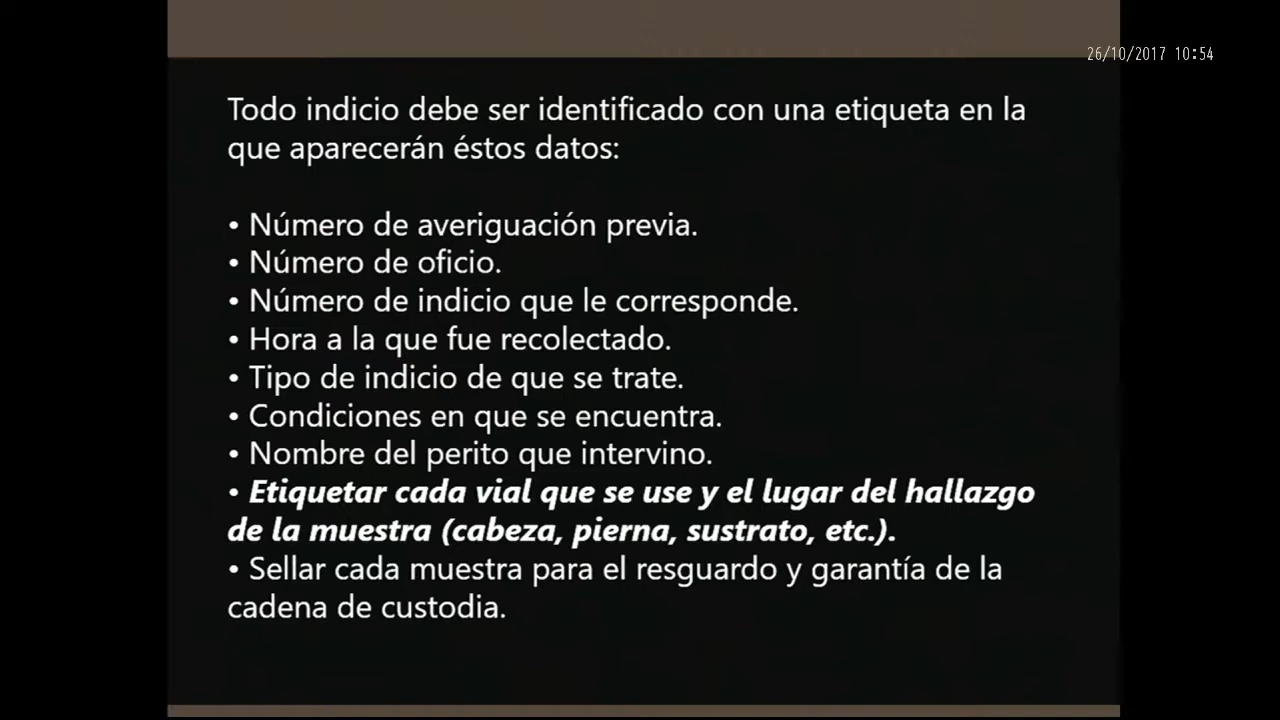 26/10/2017 10:54
Todo indicio debe ser identificado con una etiqueta en la
que aparecerán éstos datos:
• Número de averiguación previa.
• Número de oficio.
• Número de indicio que le corresponde.
• Hora a la que fue recolectado.
• Tipo de indicio de que se trate.
• Condiciones en que se encuentra.
• Nombre del perito que intervino.
• Etiquetar cada vial que se use y el lugar del hallazgo
de la muestra (cabeza, pierna, sustrato, etc.).
• Sellar cada muestra para el resguardo y garantía de la
cadena de custodia.